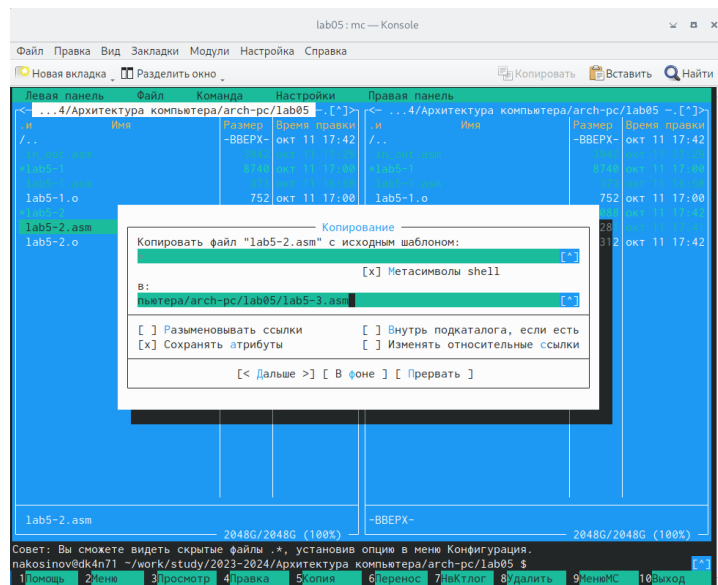 lab05 : mc — Konsole
Файл Правка Вид Закладки Модули Настройка Справка
Новая вкладка Разделить окно Копировать Вставить Найти
Левая панель Файл Команда Настройки Правая панель
<— ...4/Архитектура компьютера/arch-pc/lab05 —.[^]> <— ...4/Архитектура компьютера/arch-pc/lab05 —.[^]>
.и Имя Размер Время правки .и Имя Размер Время правки
/.. -ВВЕРХ- окт 11 17:42 /.. -ВВЕРХ- окт 11 17:42
*lab5-1 8740 окт 11 17:00 *lab5-1 8740 окт 11 17:00
lab5-1.o 752 окт 11 17:00 lab5-1.o 752 окт 11 17:00
*lab5-2
lab5-2.asm
lab5-2.o 312 окт 11 17:42
Копирование
Копировать файл "lab5-2.asm" с исходным шаблоном:
[^]
[x] Метасимволы shell
в:
пьютера/arch-pc/lab05/lab5-3.asm [^]
[ ] Разыменовывать ссылки [ ] Внутрь подкаталога, если есть
[x] Сохранять атрибуты [ ] Изменять относительные ссылки
[< Дальше >] [ В фоне ] [ Прервать ]
lab5-2.asm -ВВЕРХ-
2048G/2048G (100%) 2048G/2048G (100%)
Совет: Вы сможете видеть скрытые файлы .*, установив опцию в меню Конфигурация.
nakosinov@dk4n71 ~/work/study/2023-2024/Архитектура компьютера/arch-pc/lab05 $ [^]
1Помощь 2Меню 3Просмотр 4Правка 5Копия 6Перенос 7НвКтлог 8Удалить 9МенюMC 10Выход